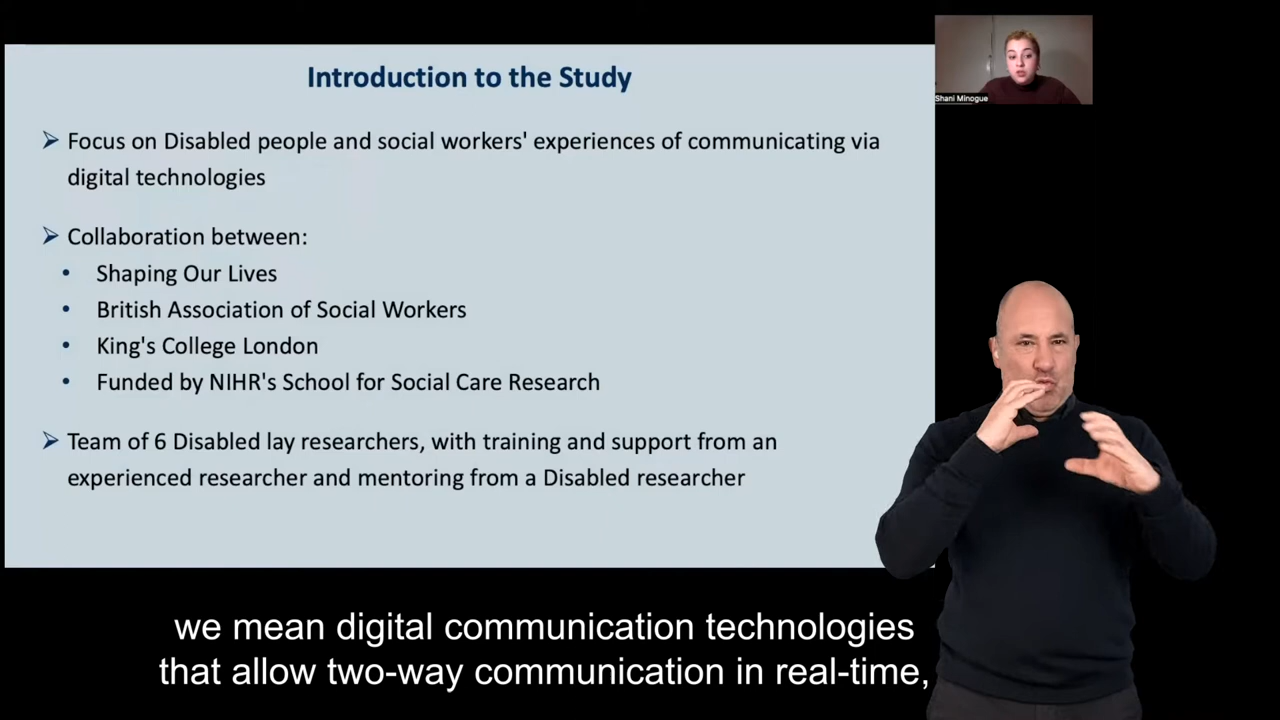 Introduction to the Study
Shani Minogue
➢ Focus on Disabled people and social workers' experiences of communicating via
digital technologies
➢ Collaboration between:
• Shaping Our Lives
• British Association of Social Workers
• King's College London
• Funded by NIHR's School for Social Care Research
➢ Team of 6 Disabled lay researchers, with training and support from an
experienced researcher and mentoring from a Disabled researcher
we mean digital communication technologies
that allow two-way communication in real-time,